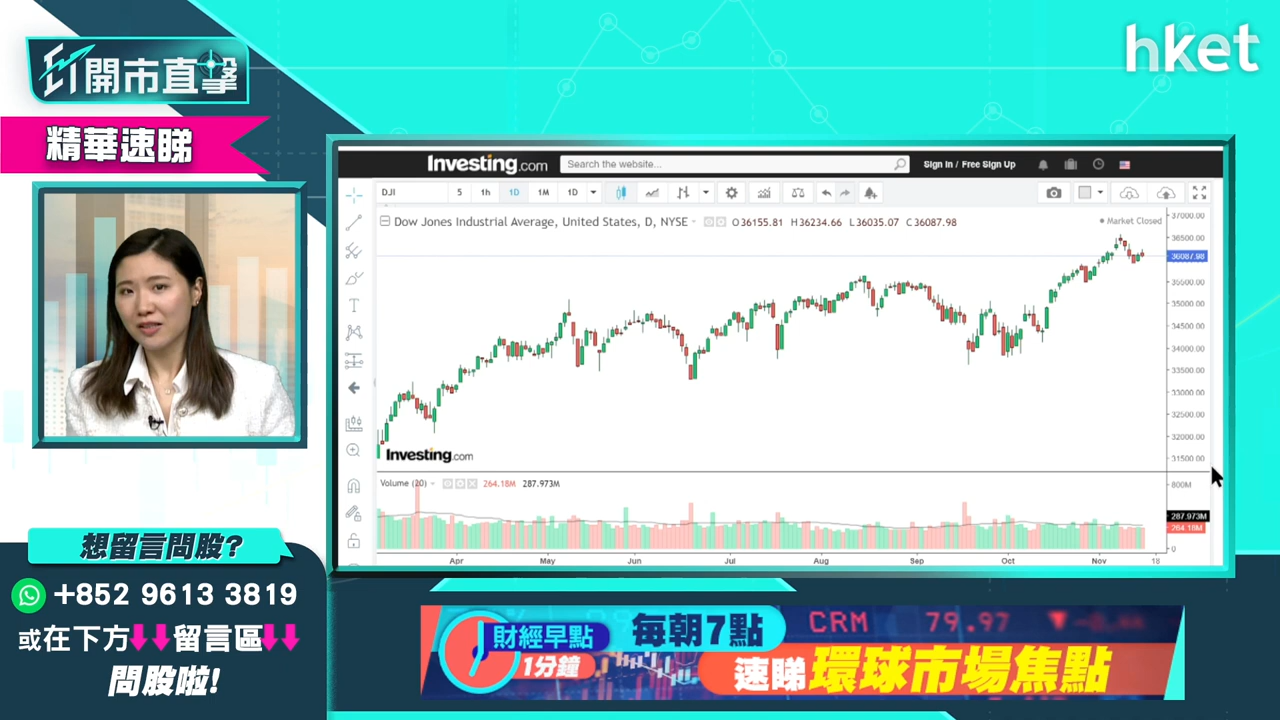 開市直擊
hket
精華速睇
Investing.com
Search the website...
Sign In / Free Sign Up
DJI
5
1h
1D
1M
1D
Dow Jones Industrial Average, United States, D, NYSE
O36155.81 H36234.66 L36035.07 C36087.98
Market Closed
37000.00
36500.00
36087.98
35500.00
35000.00
34500.00
34000.00
33500.00
33000.00
32500.00
32000.00
31500.00
Investing.com
Volume (20)
264.18M 287.973M
800M
287.973M
264.18M
0
Apr May Jun Jul Aug Sep Oct Nov 18
想留言問股?
+852 9613 3819
或在下方留言區
問股啦!
財經早點
1分鐘
每朝7點
速睇環球市場焦點
CRM 79.97